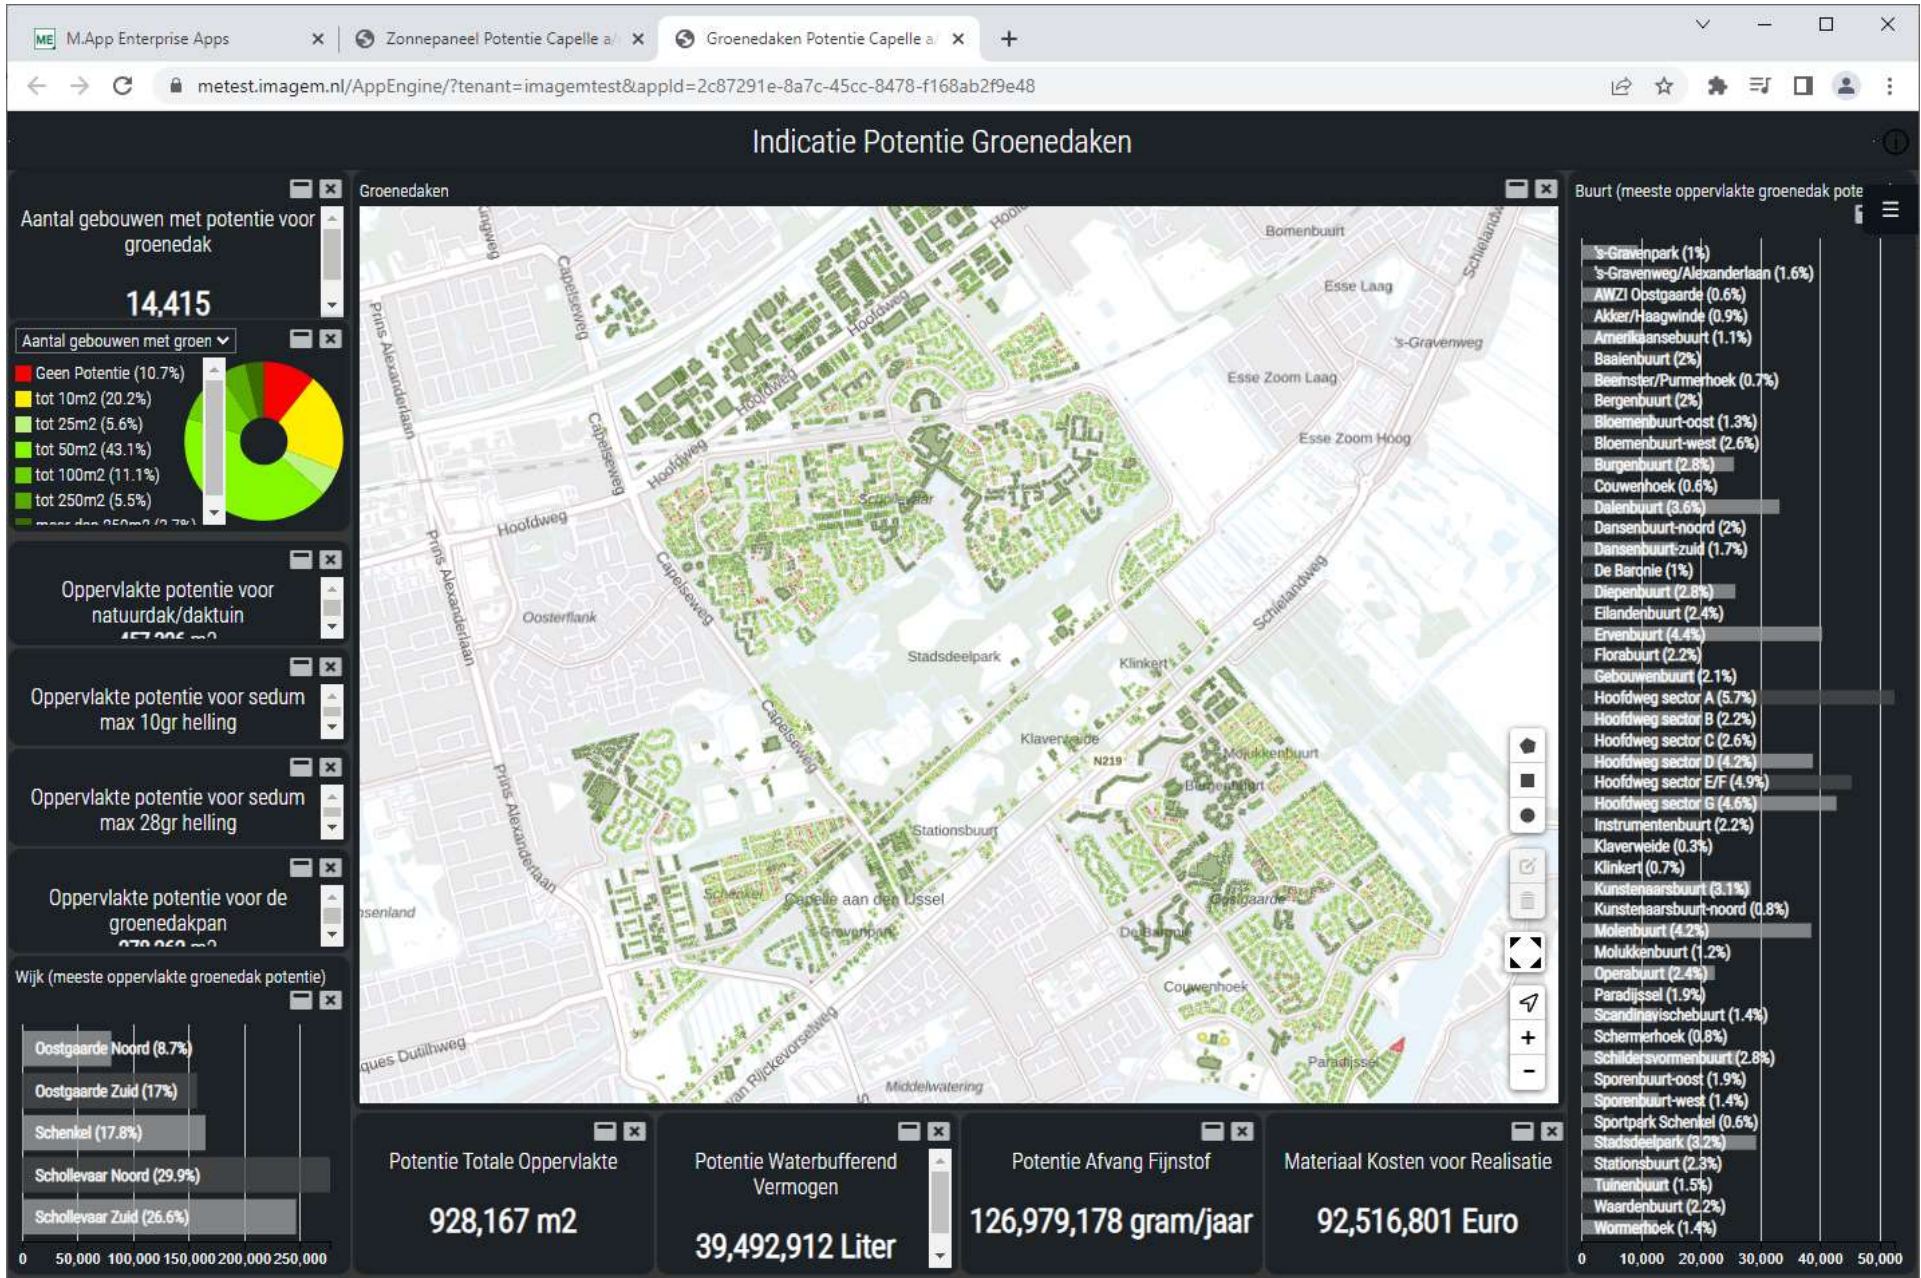 M.App Enterprise Apps
Zonnepaneel Potentie Capelle a/
Groenedaken Potentie Capelle a/
metest.imagem.nl/AppEngine/?tenant=imagemtest&appId=2c87291e-8a7c-45cc-8478-f168ab2f9e48
Indicatie Potentie Groenedaken
Aantal gebouwen met potentie voor
groenedak
14,415
Aantal gebouwen met groen
Geen Potentie (10.7%)
tot 10m2 (20.2%)
tot 25m2 (5.6%)
tot 50m2 (43.1%)
tot 100m2 (11.1%)
tot 250m2 (5.5%)
Oppervlakte potentie voor
natuurdak/daktuin
Oppervlakte potentie voor sedum
max 10gr helling
Oppervlakte potentie voor sedum
max 28gr helling
Oppervlakte potentie voor de
groenedakpan
Wijk (meeste oppervlakte groenedak potentie)
Oostgaarde Noord (8.7%)
Oostgaarde Zuid (17%)
Schenkel (17.8%)
Schollevaar Noord (29.9%)
Schollevaar Zuid (26.6%)
0 50,000 100,000 150,000 200,000 250,000
Groenedaken
Hoofdweg
Bomenbuurt
Schielandweg
Capelseweg
Esse Laag
Prins Alexanderlaan
Hoofdweg
's-Gravenweg
Esse Zoom Laag
Hoofdweg
Capelseweg
Esse Zoom Hoog
Hoofdweg
Schollevaar
Hoofdweg
Prins Alexanderlaan
Capelseweg
Schielandweg
Oosterflank
Stadsdeelpark
Klinkert
Capelseweg
Klaverweide
N219
Molukkenbuurt
Prins Alexanderlaan
Bergenbuurt
Stationsbuurt
Schenkel
Capelle aan den IJssel
Oostgaarde
senland
's-Gravenpark
De Baronie
Couwenhoek
van Rijckevorselweg
ques Dutilhweg
Paradijssel
Middelwatering
+
-
Potentie Totale Oppervlakte
928,167 m2
Potentie Waterbufferend
Vermogen
39,492,912 Liter
Potentie Afvang Fijnstof
126,979,178 gram/jaar
Materiaal Kosten voor Realisatie
92,516,801 Euro
Buurt (meeste oppervlakte groenedak pote
's-Gravenpark (1%)
's-Gravenweg/Alexanderlaan (1.6%)
AWZI Oostgaarde (0.6%)
Akker/Haagwinde (0.9%)
Amerikaansebuurt (1.1%)
Baaienbuurt (2%)
Beemster/Purmerhoek (0.7%)
Bergenbuurt (2%)
Bloemenbuurt-oost (1.3%)
Bloemenbuurt-west (2.6%)
Burgenbuurt (2.8%)
Couwenhoek (0.6%)
Dalenbuurt (3.6%)
Dansenbuurt-noord (2%)
Dansenbuurt-zuid (1.7%)
De Baronie (1%)
Diepenbuurt (2.8%)
Eilandenbuurt (2.4%)
Ervenbuurt (4.4%)
Florabuurt (2.2%)
Gebouwenbuurt (2.1%)
Hoofdweg sector A (5.7%)
Hoofdweg sector B (2.2%)
Hoofdweg sector C (2.6%)
Hoofdweg sector D (4.2%)
Hoofdweg sector E/F (4.9%)
Hoofdweg sector G (4.6%)
Instrumentenbuurt (2.2%)
Klaverweide (0.3%)
Klinkert (0.7%)
Kunstenaarsbuurt (3.1%)
Kunstenaarsbuurt-noord (0.8%)
Molenbuurt (4.2%)
Molukkenbuurt (1.2%)
Operabuurt (2.4%)
Paradijssel (1.9%)
Scandinavischebuurt (1.4%)
Schermerhoek (0.8%)
Schildersvormenbuurt (2.8%)
Sporenbuurt-oost (1.9%)
Sporenbuurt-west (1.4%)
Sportpark Schenkel (0.6%)
Stadsdeelpark (3.2%)
Stationsbuurt (2.3%)
Tuinenbuurt (1.5%)
Waardenbuurt (2.2%)
Wormerhoek (1.4%)
0 10,000 20,000 30,000 40,000 50,000